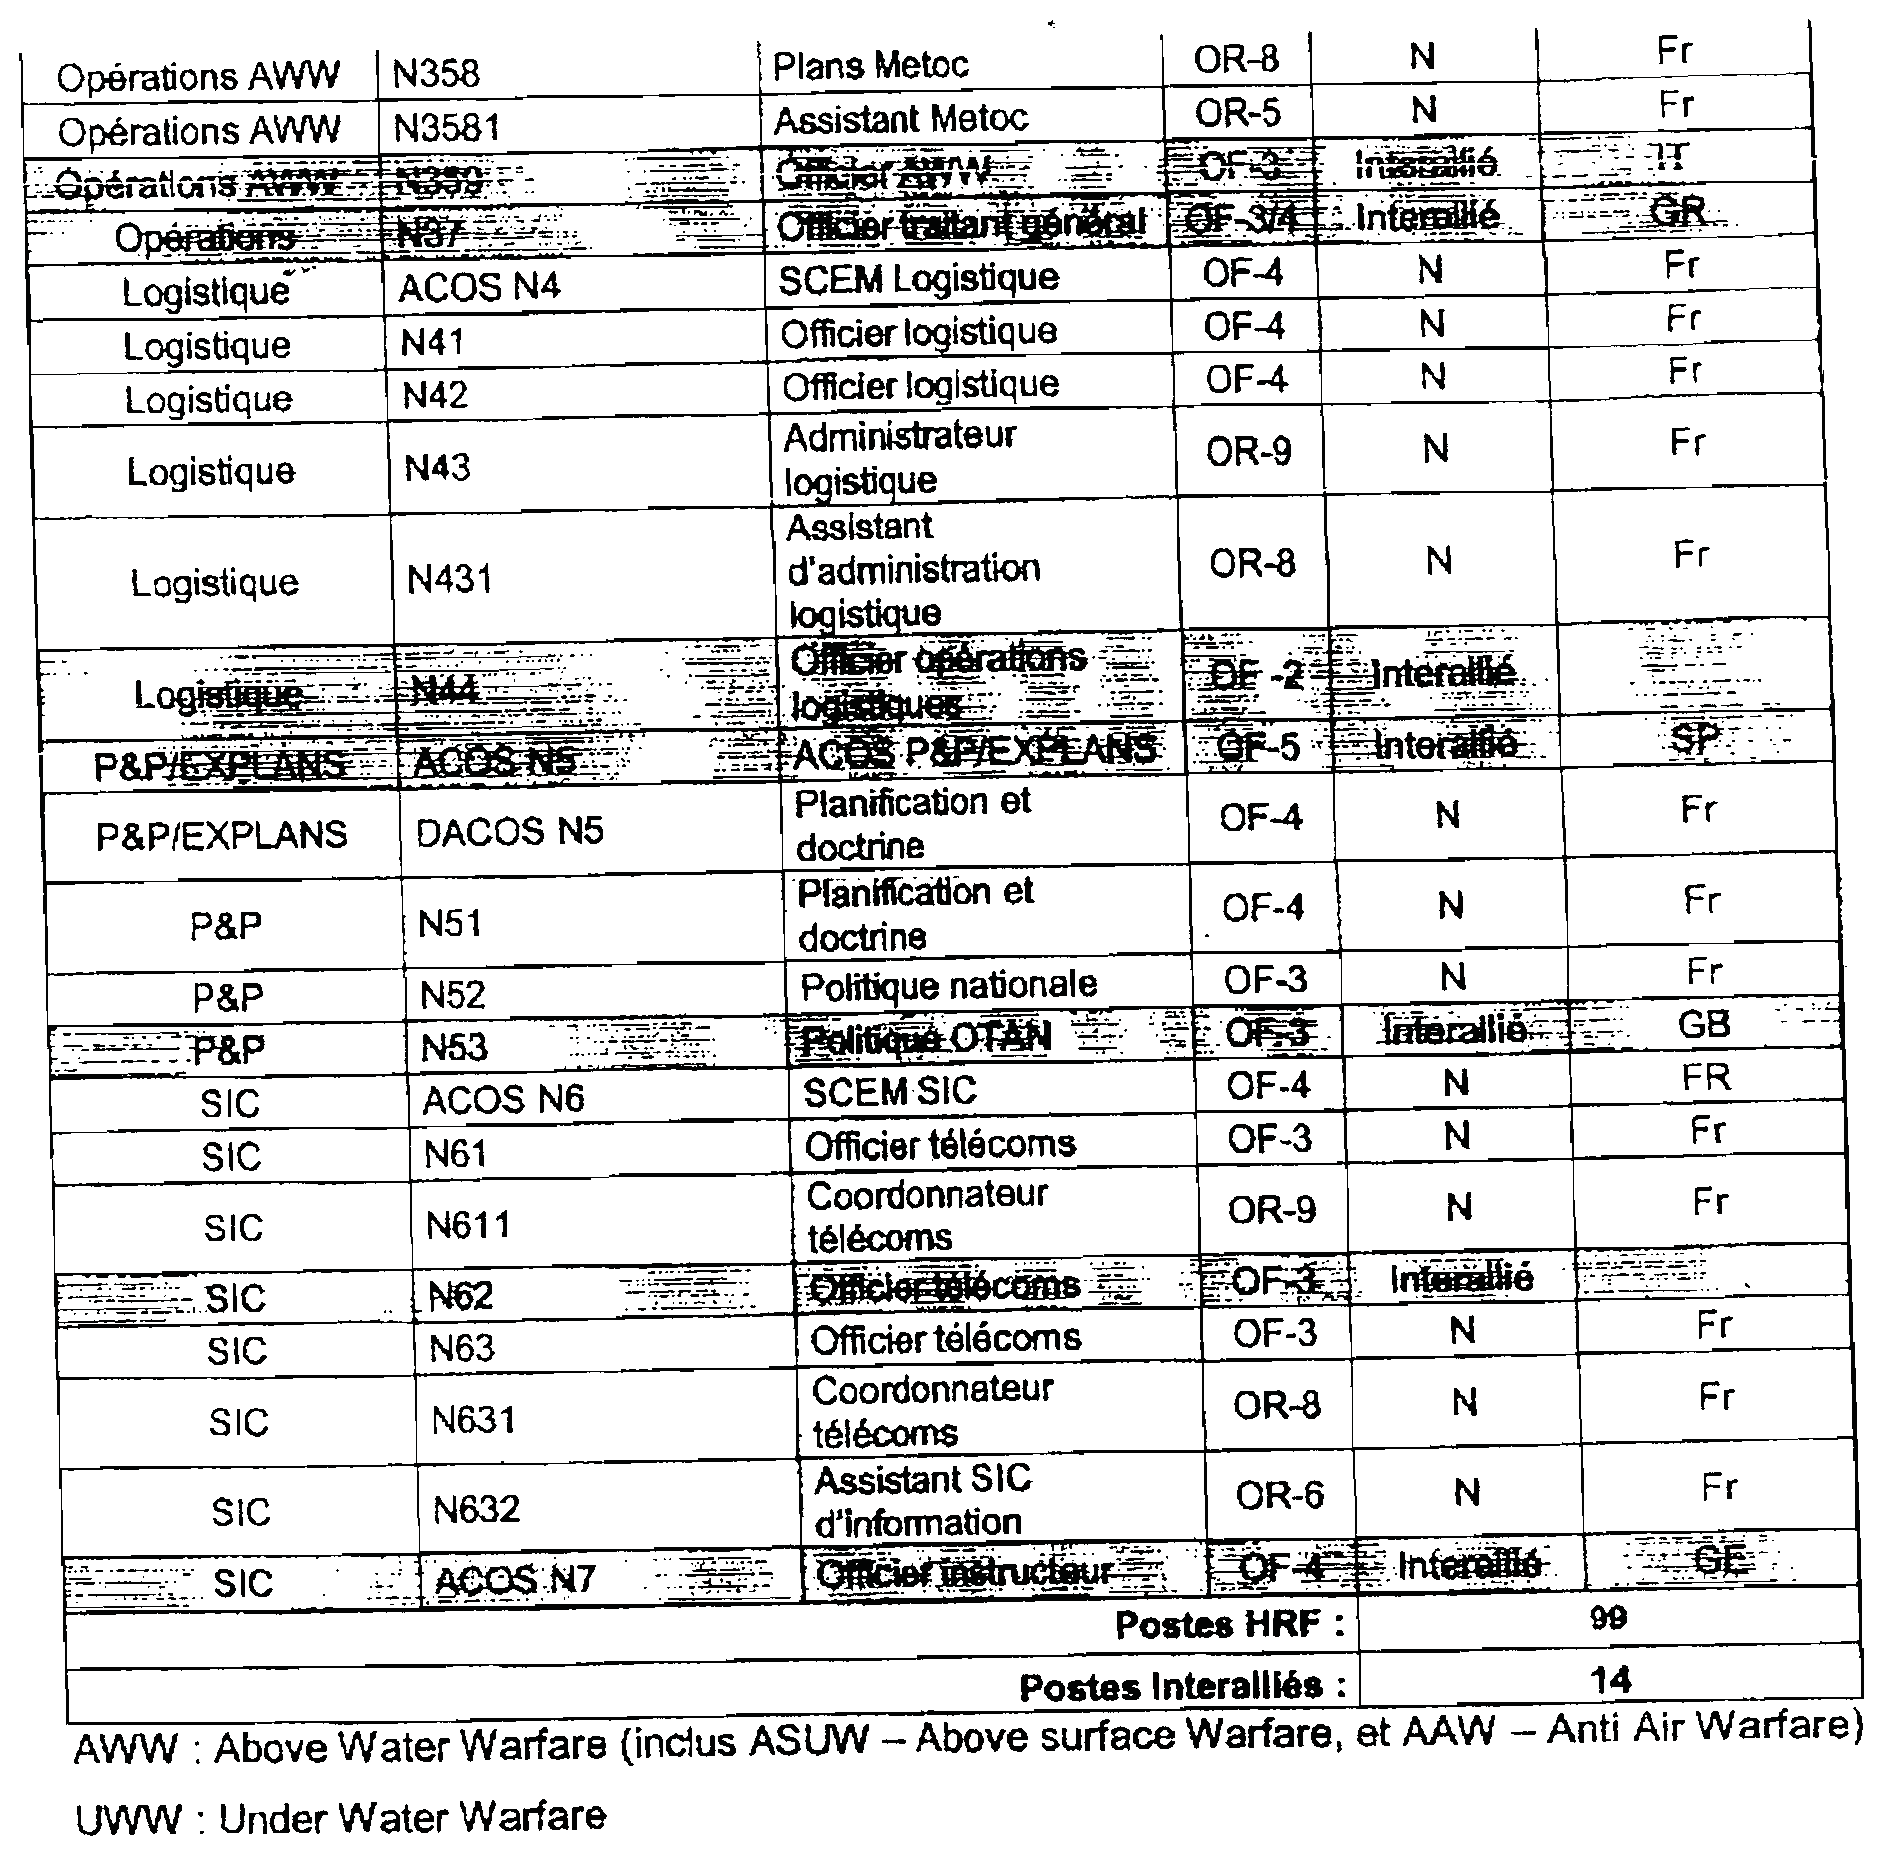 Opérations AWW N358 Plans Metoc OR-8 N Fr
Opérations AWW N3581 Assistant Metoc OR-5 N Fr
Opérations AWW N359 Officier AWW OF-3 Interallié IT
Opérations N37 Officier traitant général OF-3/4 Interallié GR
Logistique ACOS N4 SCEM Logistique OF-4 N Fr
Logistique N41 Officier logistique OF-4 N Fr
Logistique N42 Officier logistique OF-4 N Fr
Logistique N43 Administrateur
logistique OR-9 N Fr
Logistique N431 Assistant
d'administration
logistique OR-8 N Fr
Logistique N44 Officier opérations
logistiques OF -2 Interallié
P&P/EXPLANS ACOS N5 ACOS P&P/EXPLANS OF-5 Interallié SP
P&P/EXPLANS DACOS N5 Planification et
doctrine OF-4 N Fr
P&P N51 Planification et
doctrine OF-4 N Fr
P&P N52 Politique nationale OF-3 N Fr
P&P N53 Politique OTAN OF-3 Interallié GB
SIC ACOS N6 SCEM SIC OF-4 N FR
SIC N61 Officier télécoms OF-3 N Fr
SIC N611 Coordonnateur
télécoms OR-9 N Fr
SIC N62 Officier télécoms OF-3 Interallié
SIC N63 Officier télécoms OF-3 N Fr
SIC N631 Coordonnateur
télécoms OR-8 N Fr
SIC N632 Assistant SIC
d'information OR-6 N Fr
SIC ACOS N7 Officier instructeur OF-4 Interallié GE
Postes HRF : 99
Postes Interalliés : 14
AWW : Above Water Warfare (inclus ASUW – Above surface Warfare, et AAW – Anti Air Warfare)
UWW : Under Water Warfare